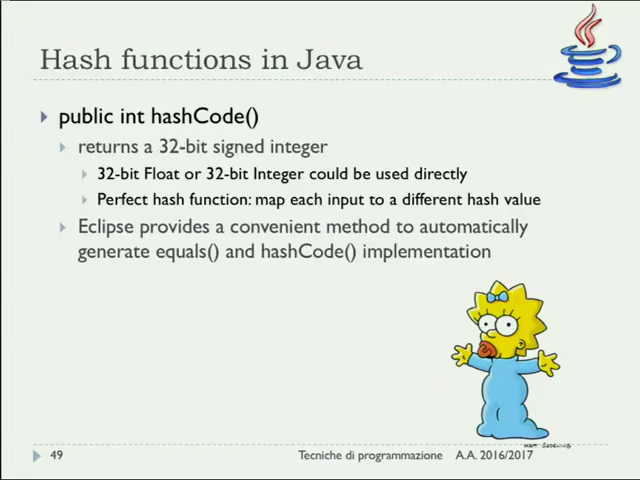 Hash functions in Java
public int hashCode()
returns a 32-bit signed integer
32-bit Float or 32-bit Integer could be used directly
Perfect hash function: map each input to a different hash value
Eclipse provides a convenient method to automatically
generate equals() and hashCode() implementation
49
Tecniche di programmazione A.A. 2016/2017